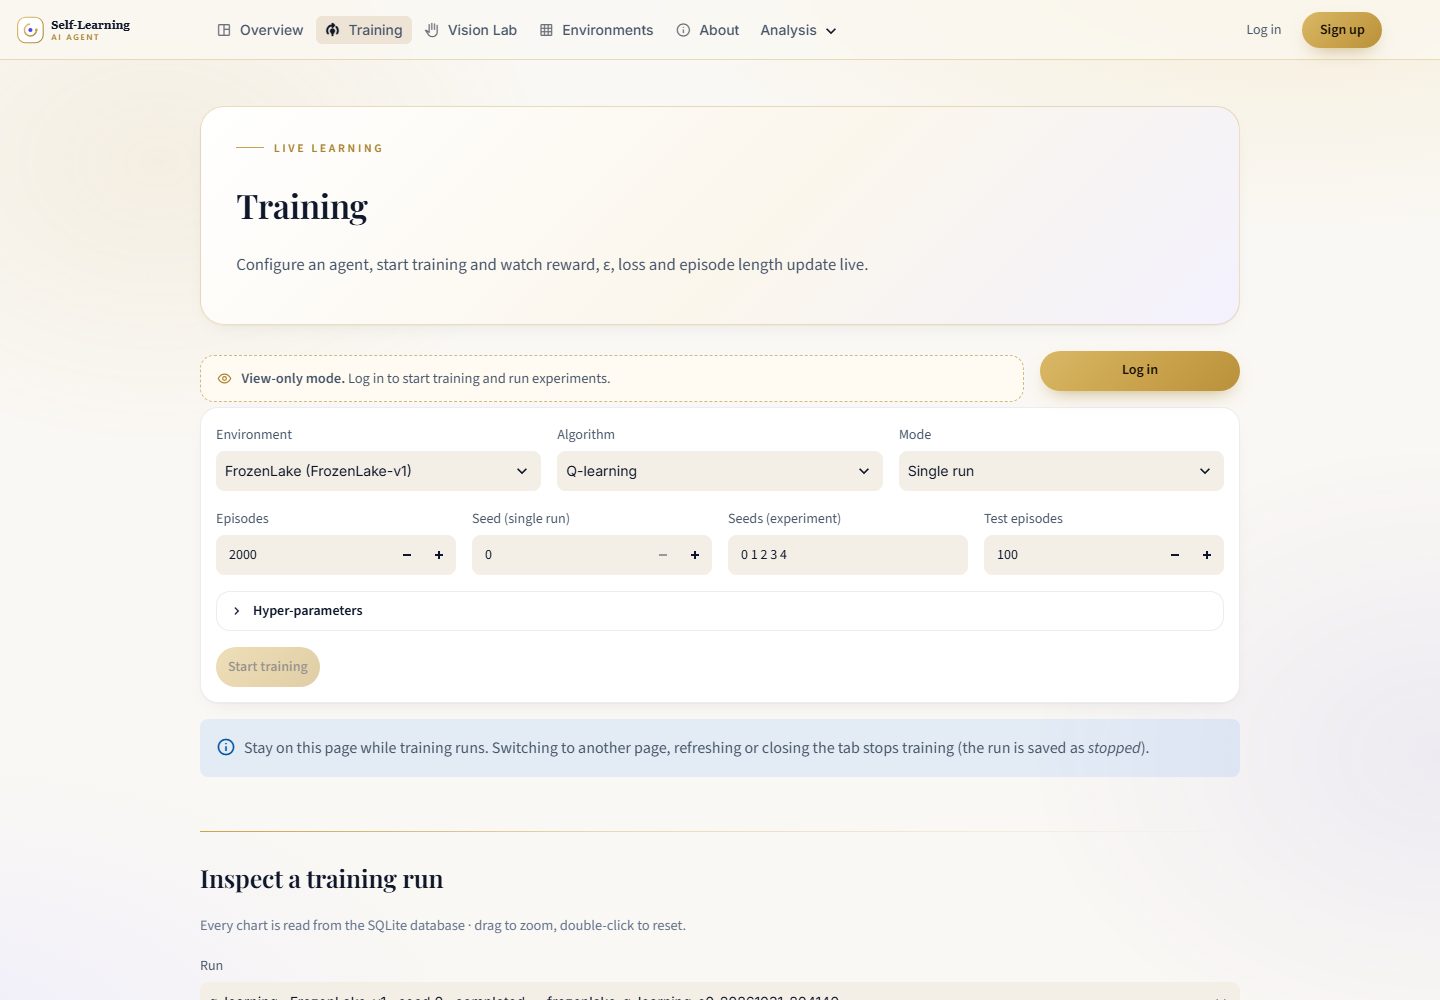 Self-Learning
AI AGENT
Overview
Training
Vision Lab
Environments
About
Analysis
Log in
Sign up
LIVE LEARNING
Training
Configure an agent, start training and watch reward, ε, loss and episode length update live.
View-only mode. Log in to start training and run experiments.
Log in
Environment
Algorithm
Mode
FrozenLake (FrozenLake-v1)
Q-learning
Single run
Episodes
Seed (single run)
Seeds (experiment)
Test episodes
2000
0
0 1 2 3 4
100
Hyper-parameters
Start training
Stay on this page while training runs. Switching to another page, refreshing or closing the tab stops training (the run is saved as stopped).
Inspect a training run
Every chart is read from the SQLite database · drag to zoom, double-click to reset.
Run